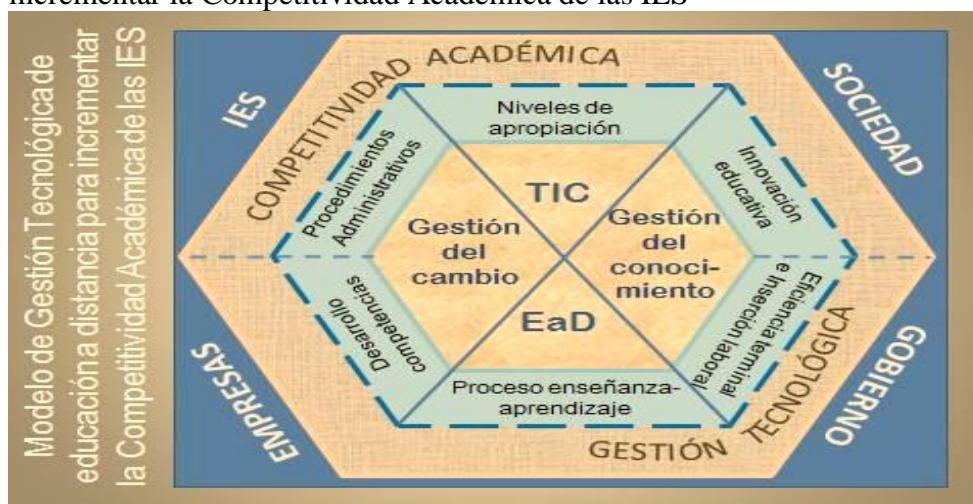 incrementar la Competitividad Académica de las IES
Modelo de Gestión Tecnológica de
educación a distancia para incrementar
la Competitividad Académica de las IES
IES
SOCIEDAD
COMPETITIVIDAD ACADÉMICA
Niveles de
apropiación
Procedimientos
Administrativos
Innovación
educativa
TIC
Gestión
del
cambio
Gestión
del
conoci-
miento
EaD
Desarrollo
competencias
Eficiencia terminal
e Inserción laboral
Proceso enseñanza-
aprendizaje
GESTIÓN TECNOLÓGICA
EMPRESAS
GOBIERNO